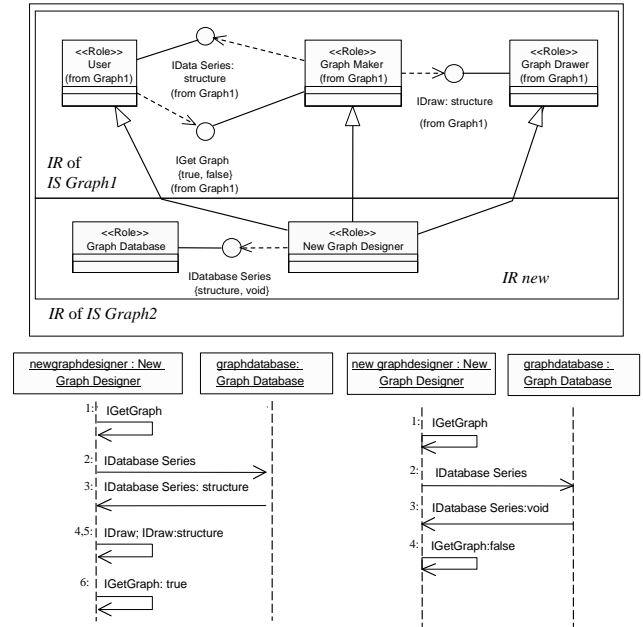 <<Role>>
User
(from Graph1)
IData Series:
structure
(from Graph1)
<<Role>>
Graph Maker
(from Graph1)
<<Role>>
Graph Drawer
(from Graph1)
IDraw: structure
(from Graph1)
IGet Graph
{true, false}
(from Graph1)
IR of
IS Graph1
<<Role>>
Graph Database
<<Role>>
New Graph Designer
IDatabase Series
{structure, void}
IR new
IR of IS Graph2
newgraphdesigner : New
Graph Designer
graphdatabase:
Graph Database
1: IGetGraph
2: IDatabase Series
3: IDatabase Series: structure
4,5: IDraw; IDraw:structure
6: IGetGraph: true
new graphdesigner : New
Graph Designer
graphdatabase :
Graph Database
1: IGetGraph
2: IDatabase Series
3: IDatabase Series:void
4: IGetGraph:false